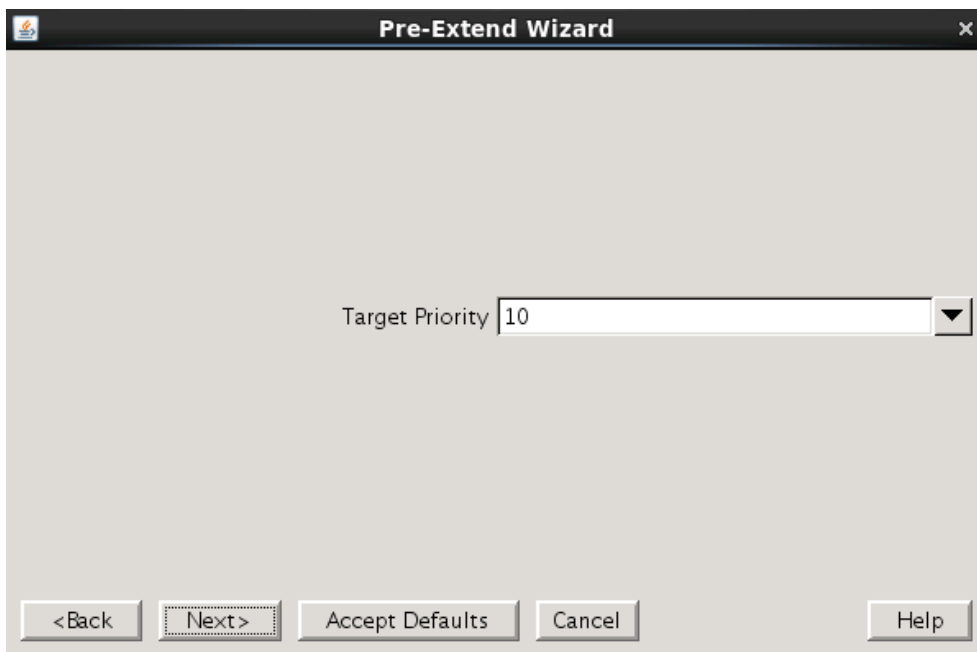 Pre-Extend Wizard
Target Priority 10
<Back Next> Accept Defaults Cancel Help